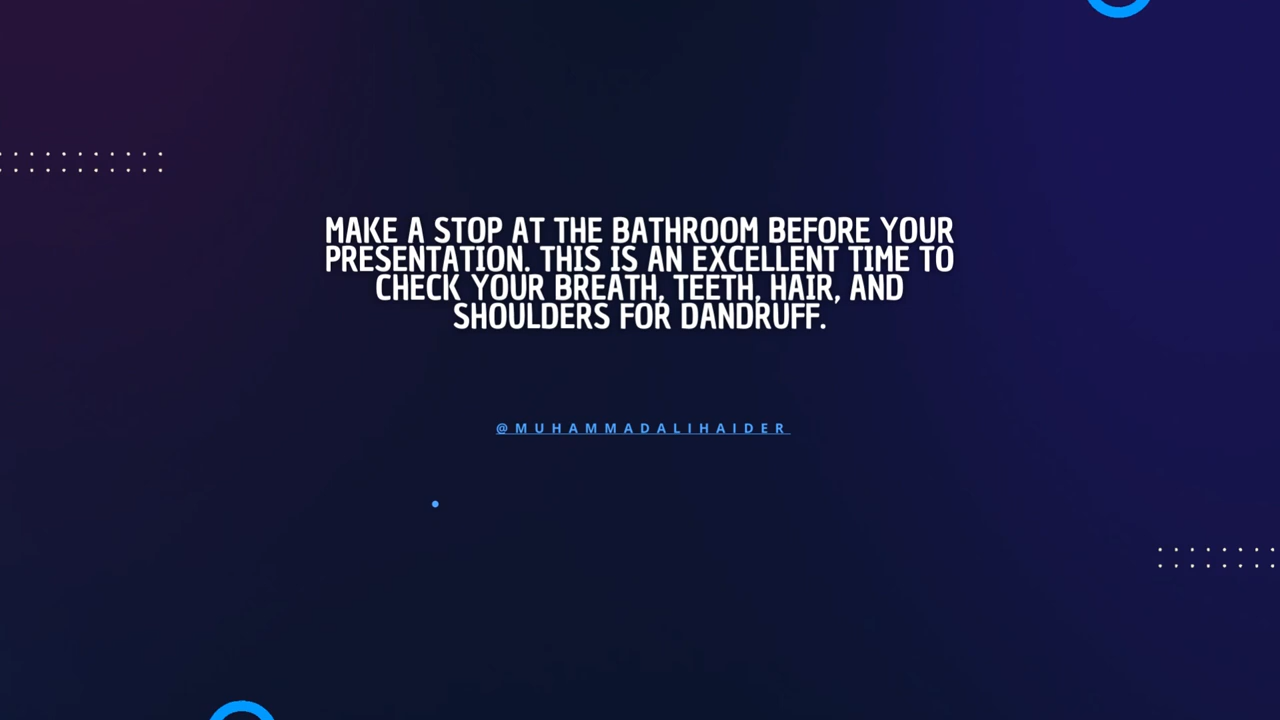 MAKE A STOP AT THE BATHROOM BEFORE YOUR
PRESENTATION. THIS IS AN EXCELLENT TIME TO
CHECK YOUR BREATH, TEETH, HAIR, AND
SHOULDERS FOR DANDRUFF.
@MUHAMMADALIHAIDER